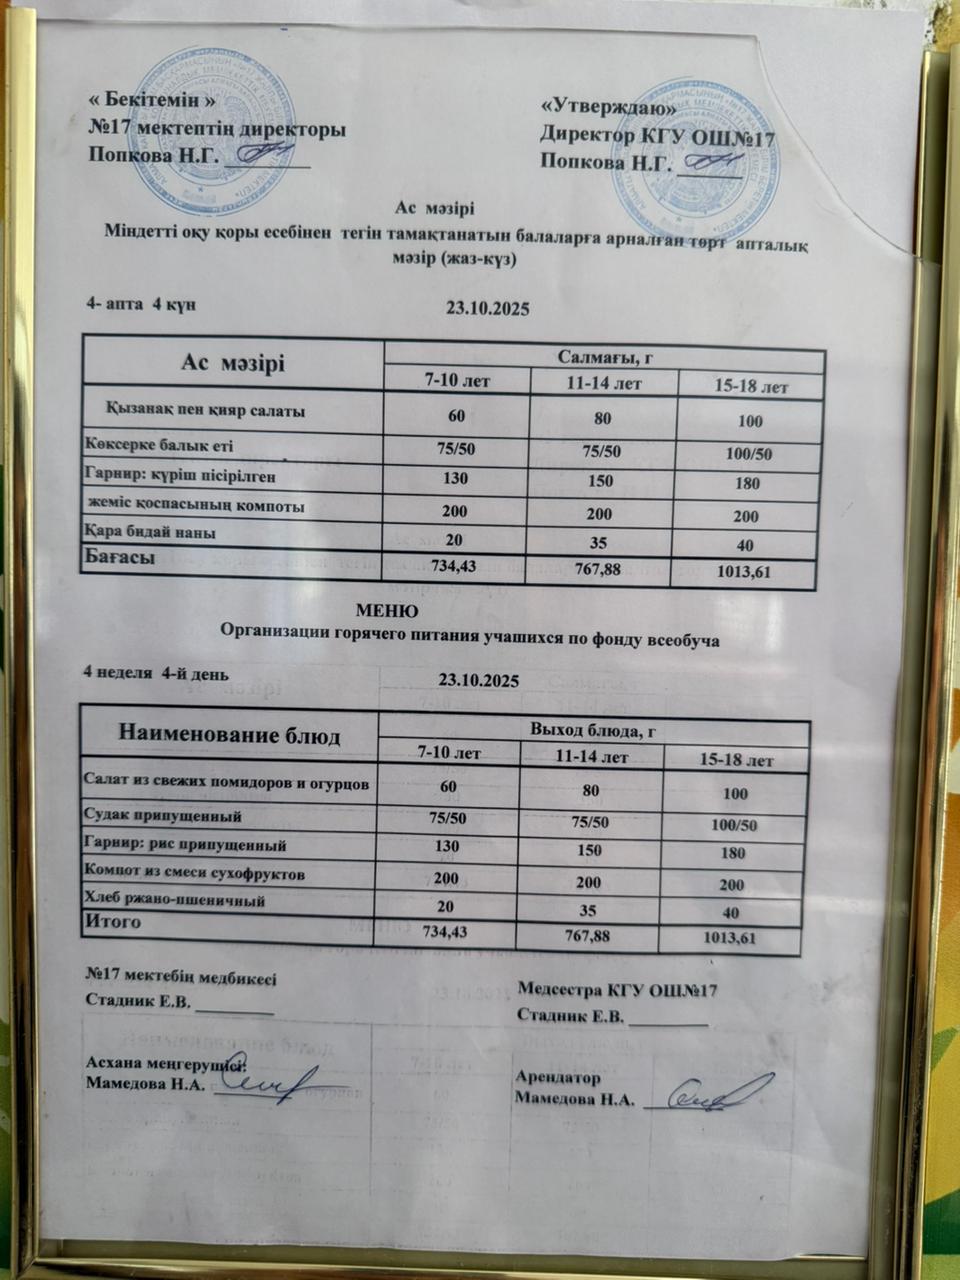 « Бекітемін »
№17 мектептің директоры
Попкова Н.Г.
«Утверждаю»
Директор КГУ ОШ№17
Попкова Н.Г.
Ас мәзірі
Міндетті оқу қоры есебінен тегін тамақтанатын балаларға арналған төрт апталық
мәзір (жаз-күз)
4- апта 4 күн 23.10.2025
Ас мәзірі Салмағы, г
7-10 лет 11-14 лет 15-18 лет
Қызанақ пен қияр салаты 60 80 100
Көксерке балык еті 75/50 75/50 100/50
Гарнир: күріш пісірілген 130 150 180
жеміс қоспасының компоты 200 200 200
Қара бидай наны 20 35 40
Бағасы 734,43 767,88 1013,61
МЕНЮ
Организации горячего питания учашихся по фонду всеобуча
4 неделя 4-й день 23.10.2025
Наименование блюд Выход блюда, г
7-10 лет 11-14 лет 15-18 лет
Салат из свежих помидоров и огурцов 60 80 100
Судак припущенный 75/50 75/50 100/50
Гарнир: рис припущенный 130 150 180
Компот из смеси сухофруктов 200 200 200
Хлеб ржано-пшеничный 20 35 40
Итого 734,43 767,88 1013,61
№17 мектебің медбикесі
Стадник Е.В.
Медсестра КГУ ОШ№17
Стадник Е.В.
Асхана меңгерушісі:
Мамедова Н.А.
Арендатор
Мамедова Н.А.